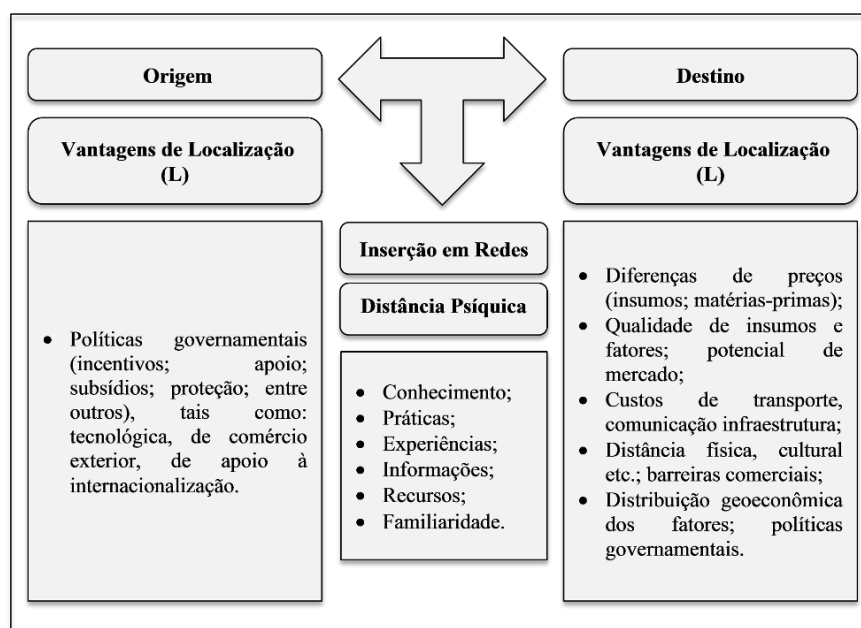 Origem
Vantagens de Localização
(L)
• Políticas governamentais
(incentivos; apoio;
subsídios; proteção; entre
outros), tais como:
tecnológica, de comércio
exterior, de apoio à
internacionalização.
Inserção em Redes
Distância Psíquica
• Conhecimento;
• Práticas;
• Experiências;
• Informações;
• Recursos;
• Familiaridade.
Destino
Vantagens de Localização
(L)
• Diferenças de preços
(insumos; matérias-primas);
• Qualidade de insumos e
fatores; potencial de
mercado;
• Custos de transporte,
comunicação infraestrutura;
• Distância física, cultural
etc.; barreiras comerciais;
• Distribuição geoeconômica
dos fatores; políticas
governamentais.